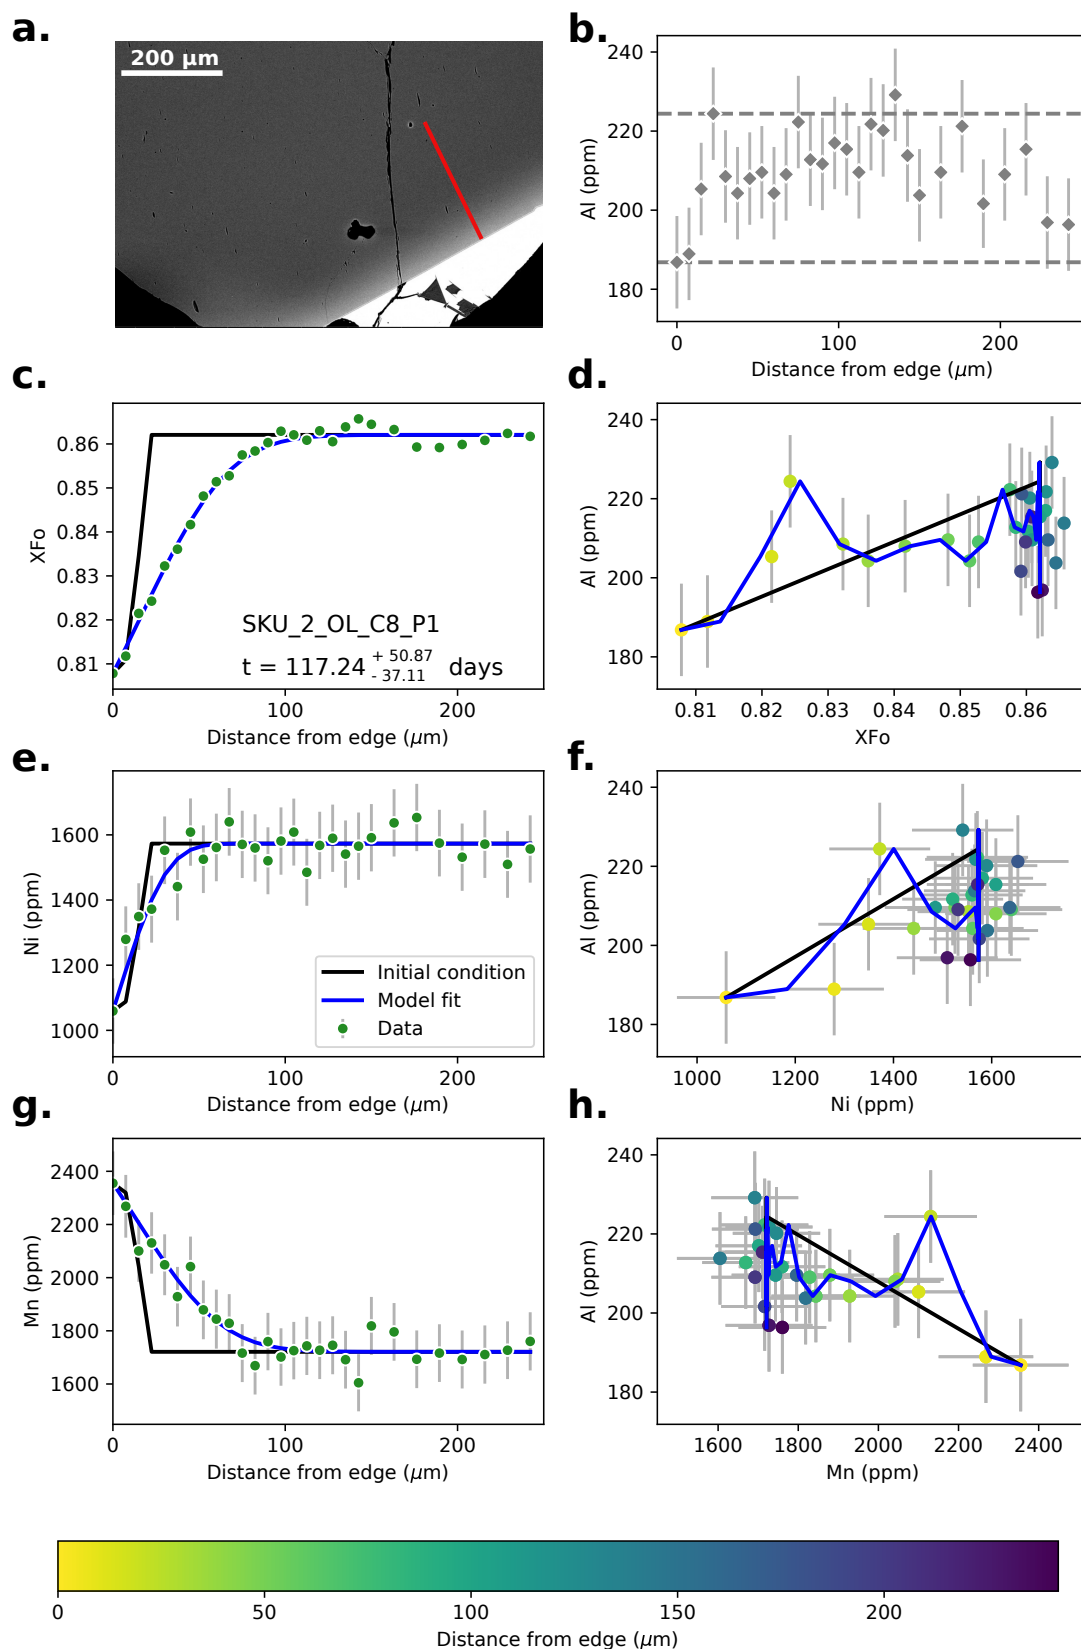 a.
200 μm
b.
240
220
200
180
Al (ppm)
0
100
200
Distance from edge (μm)
c.
0.86
0.85
0.84
0.83
0.82
0.81
XFo
SKU_2_OL_C8_P1
t = 117.24 + 50.87 - 37.11 days
0
100
200
Distance from edge (μm)
d.
240
220
200
180
Al (ppm)
0.81
0.82
0.83
0.84
0.85
0.86
XFo
e.
1600
1400
1200
1000
Ni (ppm)
Initial condition
Model fit
Data
0
100
200
Distance from edge (μm)
f.
240
220
200
180
Al (ppm)
1000
1200
1400
1600
Ni (ppm)
g.
2400
2200
2000
1800
1600
Mn (ppm)
0
100
200
Distance from edge (μm)
h.
240
220
200
180
Al (ppm)
1600
1800
2000
2200
2400
Mn (ppm)
0
50
100
150
200
Distance from edge (μm)